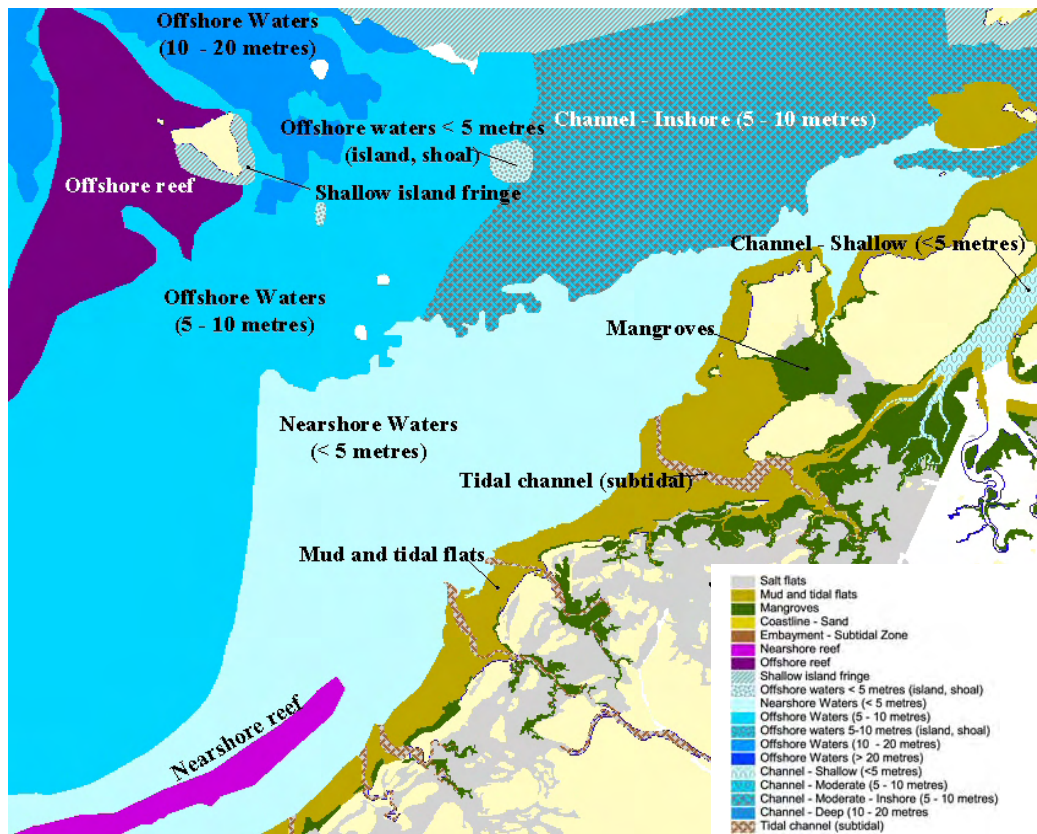 Offshore Waters
(10 - 20 metres)
Offshore waters < 5 metres
(island, shoal)
Channel - Inshore (5 - 10 metres)
Offshore reef
Shallow island fringe
Channel - Shallow (<5 metres)
Offshore Waters
(5 - 10 metres)
Mangroves
Nearshore Waters
(< 5 metres)
Tidal channel (subtidal)
Mud and tidal flats
Nearshore reef
Salt flats
Mud and tidal flats
Mangroves
Coastline - Sand
Embayment - Subtidal Zone
Nearshore reef
Offshore reef
Shallow island fringe
Offshore waters < 5 metres (island, shoal)
Nearshore Waters (< 5 metres)
Offshore Waters (5 - 10 metres)
Offshore waters 5-10 metres (island, shoal)
Offshore Waters (10 - 20 metres)
Offshore Waters (> 20 metres)
Channel - Shallow (<5 metres)
Channel - Moderate (5 - 10 metres)
Channel - Moderate - Inshore (5 - 10 metres)
Channel - Deep (10 - 20 metres
Tidal channel (subtidal)